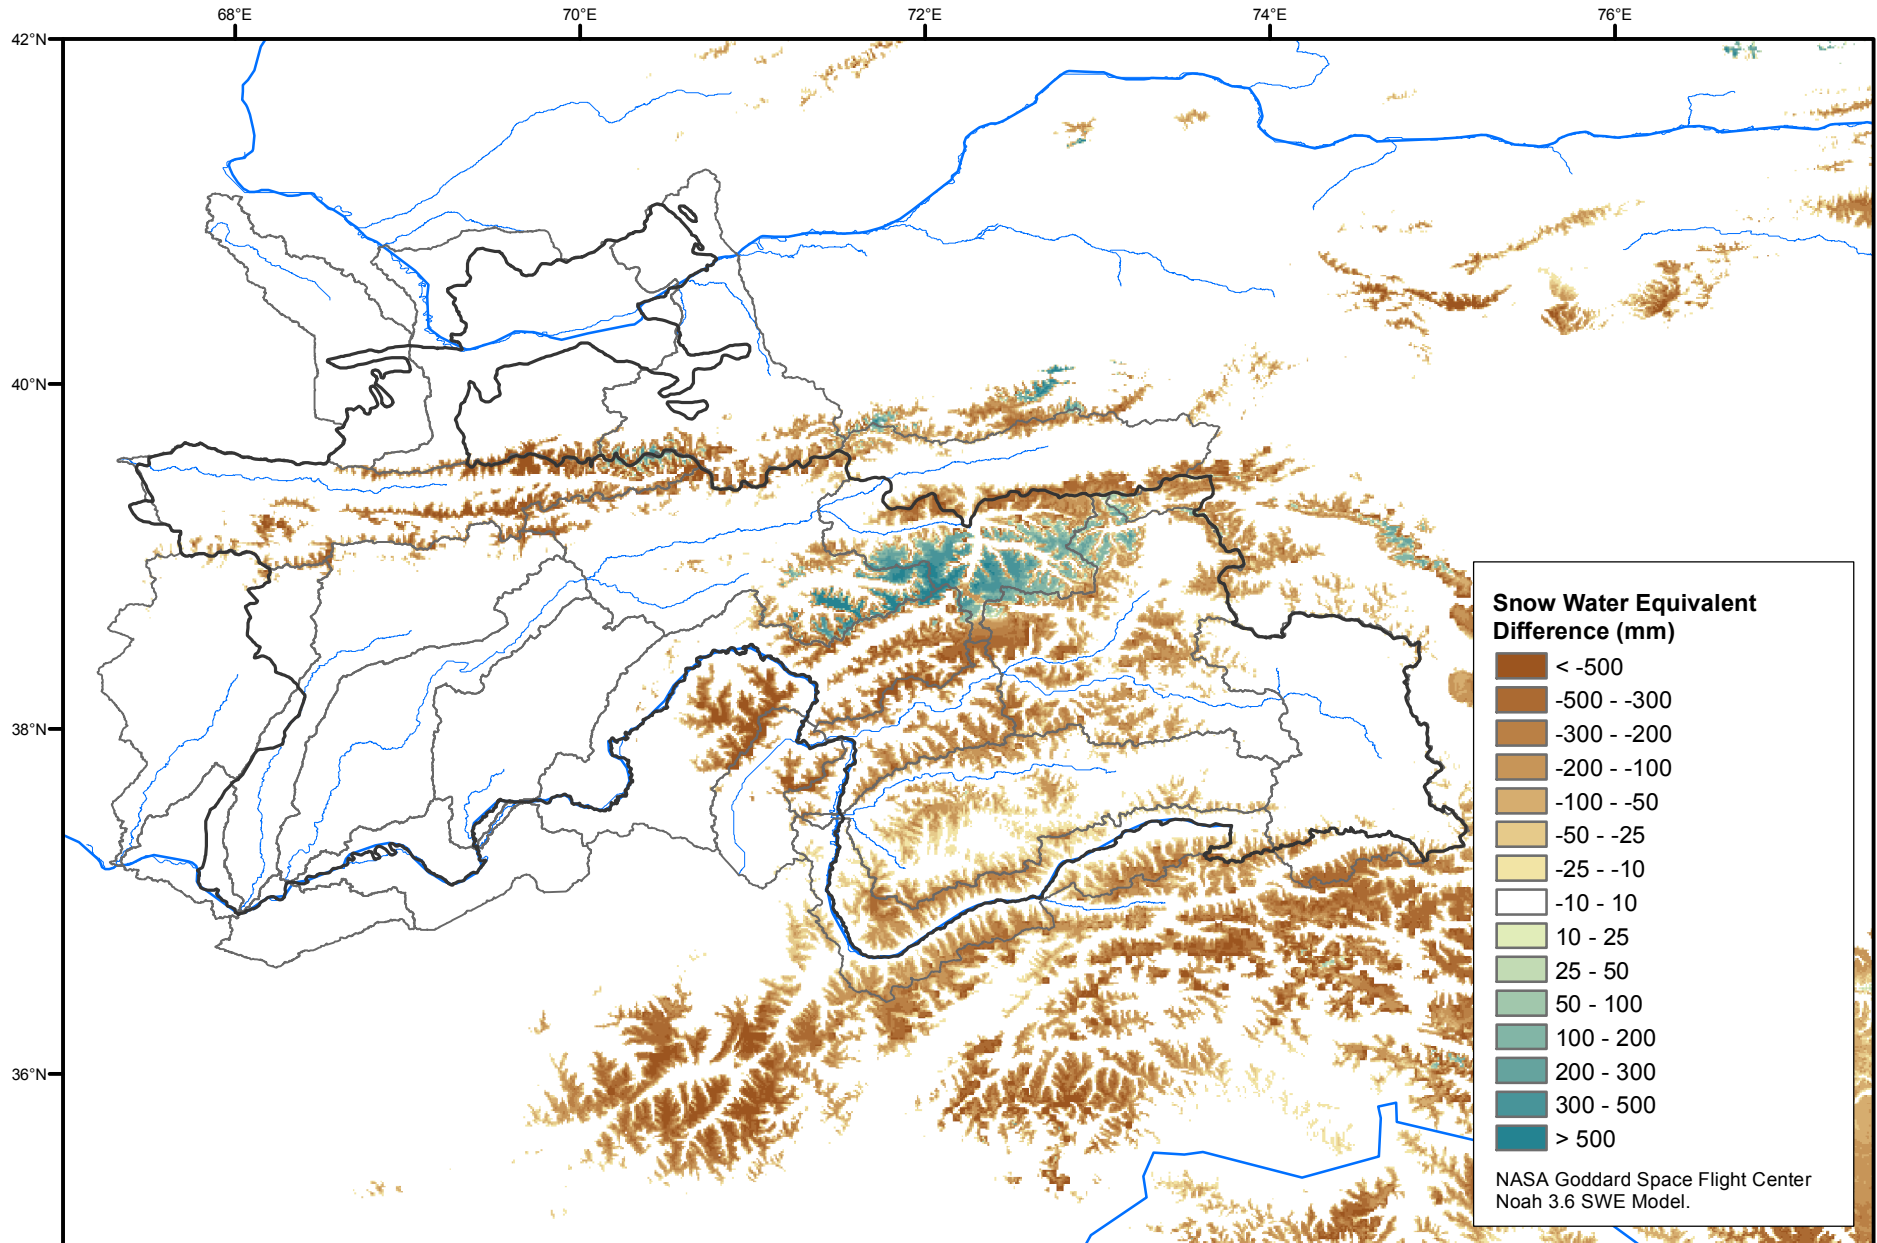 68°E
70°E
72°E
74°E
76°E
42°N
40°N
38°N
36°N
Snow Water Equivalent
Difference (mm)
< -500
-500 - -300
-300 - -200
-200 - -100
-100 - -50
-50 - -25
-25 - -10
-10 - 10
10 - 25
25 - 50
50 - 100
100 - 200
200 - 300
300 - 500
> 500
NASA Goddard Space Flight Center
Noah 3.6 SWE Model.